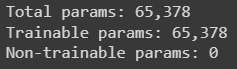 Total params: 65,378
Trainable params: 65,378
Non-trainable params: 0